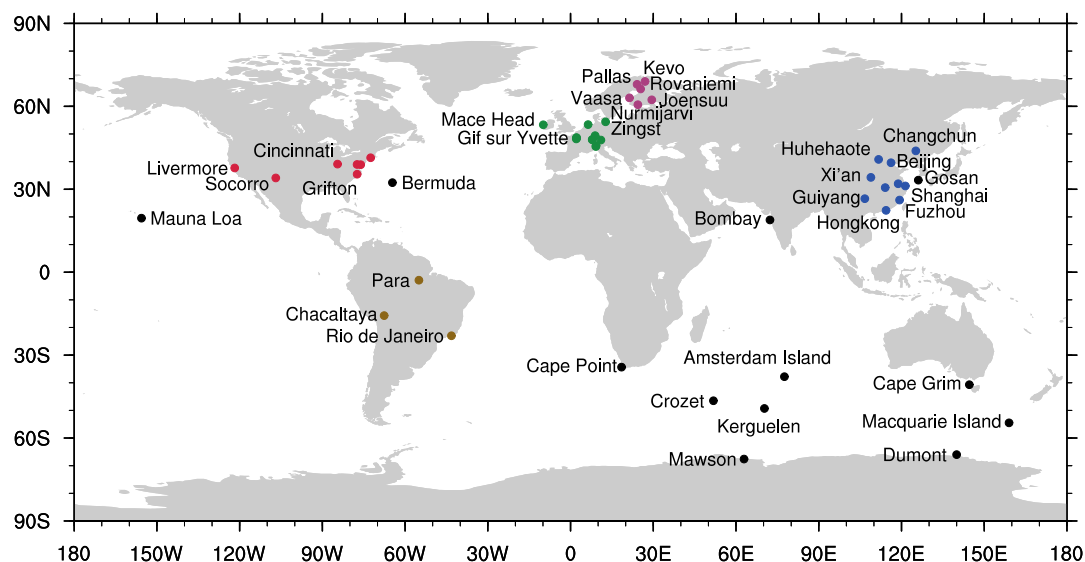 90N
60N
30N
0
30S
60S
90S
Kevo
Pallas
Rovaniemi
Vaasa
Joensuu
Nurmijarvi
Mace Head
Zingst
Gif sur Yvette
Changchun
Cincinnati
Huhehaote
Beijing
Livermore
Xi'an
Gosan
Socorro
Grifton
Bermuda
Guiyang
Shanghai
Fuzhou
Mauna Loa
Bombay
Hongkong
Para
Chacaltaya
Rio de Janeiro
Cape Point
Amsterdam Island
Cape Grim
Crozet
Kerguelen
Macquarie Island
Mawson
Dumont
180 150W 120W 90W 60W 30W 0 30E 60E 90E 120E 150E 180